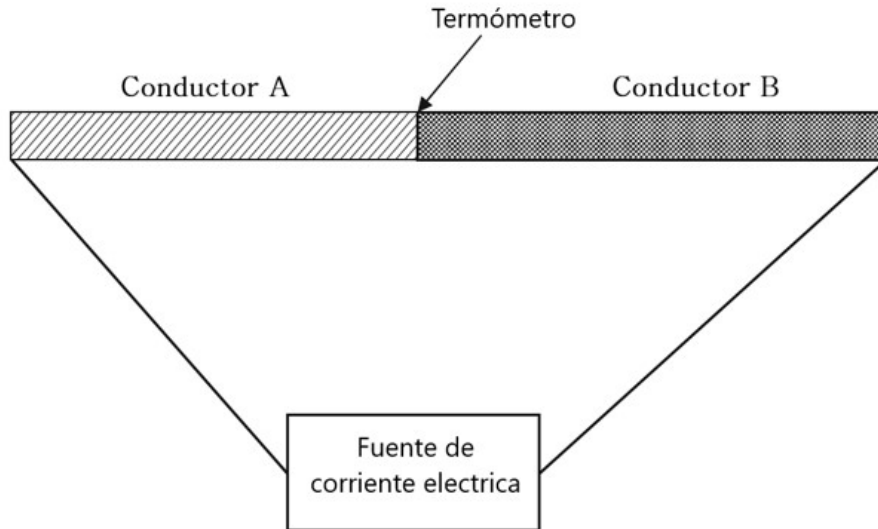 Termómetro
Conductor A
Conductor B
Fuente de
corriente electrica